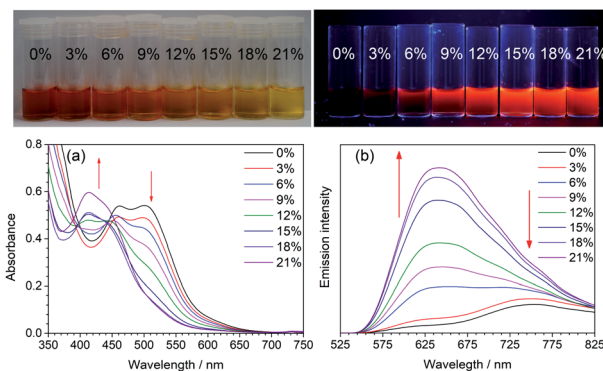 0% 3% 6% 9% 12% 15% 18% 21%
0% 3% 6% 9% 12% 15% 18% 21%
(a)
0%
3%
6%
9%
12%
15%
18%
21%
0.8
0.6
0.4
0.2
0.0
Absorbance
350 400 450 500 550 600 650 700 750
Wavelength / nm
(b)
0%
3%
6%
9%
12%
15%
18%
21%
Emission intensity
525 575 625 675 725 775 825
Wavelength / nm